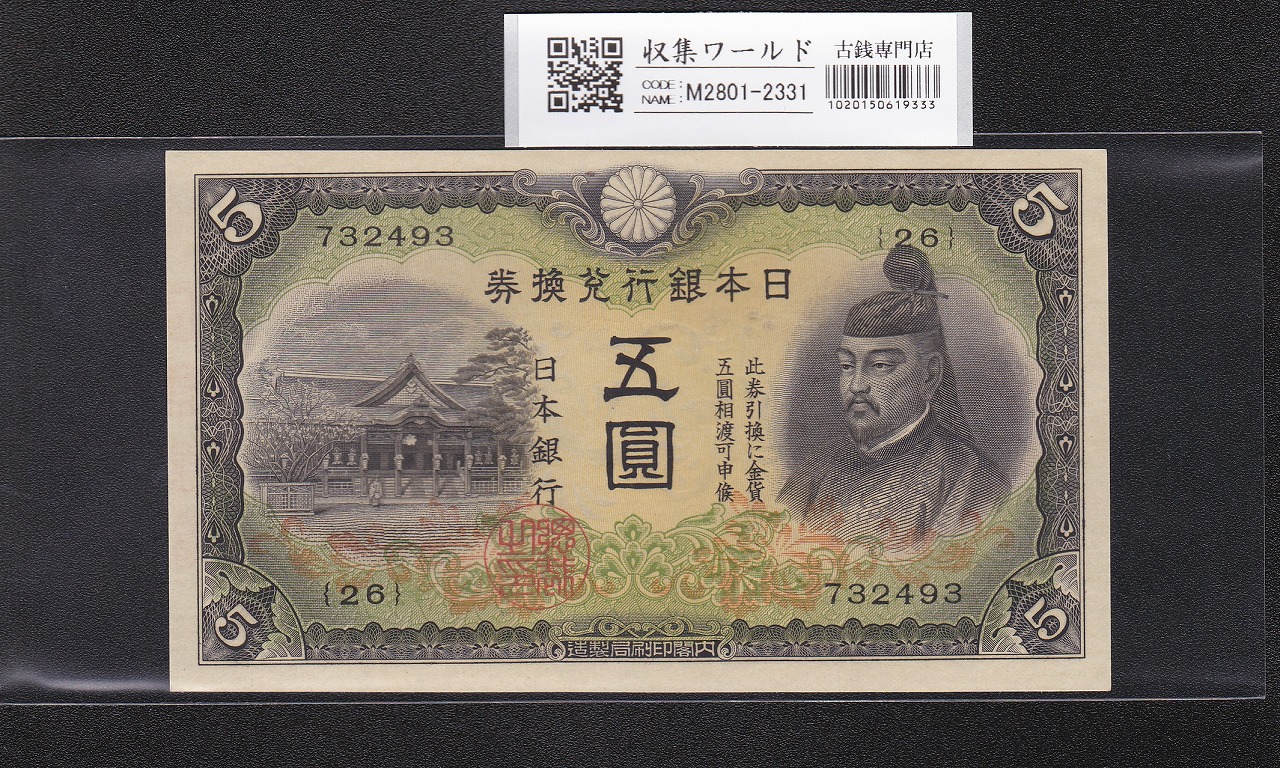 収集ワールド
古銭専門店
CODE:
NAME:
M2801-2331
1020150619333
5
5
732493
{26}
日本銀行兌換券
五圓
日本銀行
此券引換に金貨
五圓相渡可申候
{26}
732493
5
5
内閣印刷局製造